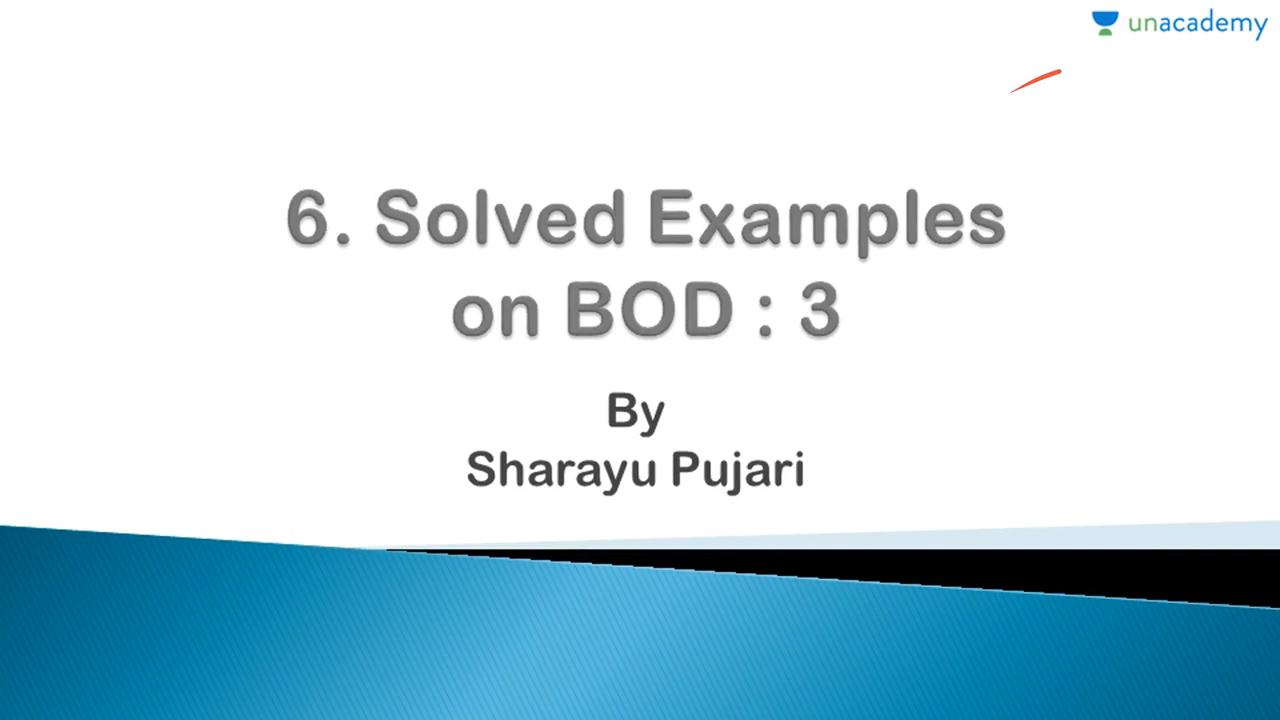 unacademy
6. Solved Examples
on BOD : 3
By
Sharayu Pujari